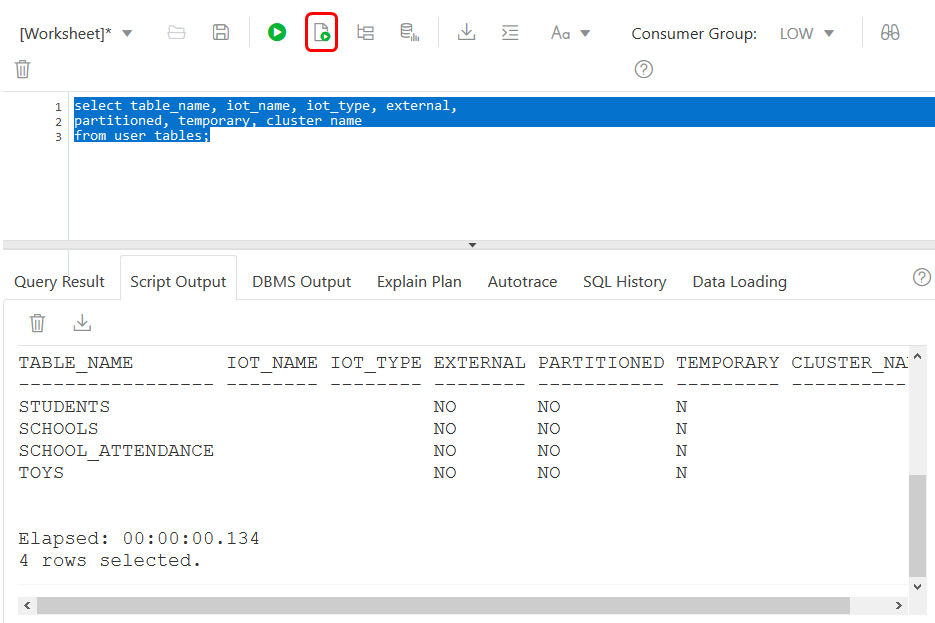 [Worksheet]*
Aa
Consumer Group: LOW
1 select table_name, iot_name, iot_type, external,
2 partitioned, temporary, cluster_name
3 from user_tables;
Query Result Script Output DBMS Output Explain Plan Autotrace SQL History Data Loading
TABLE_NAME IOT_NAME IOT_TYPE EXTERNAL PARTITIONED TEMPORARY CLUSTER_NA
----------------- -------- -------- -------- ----------- --------- ----------
STUDENTS NO NO N
SCHOOLS NO NO N
SCHOOL_ATTENDANCE NO NO N
TOYS NO NO N
Elapsed: 00:00:00.134
4 rows selected.